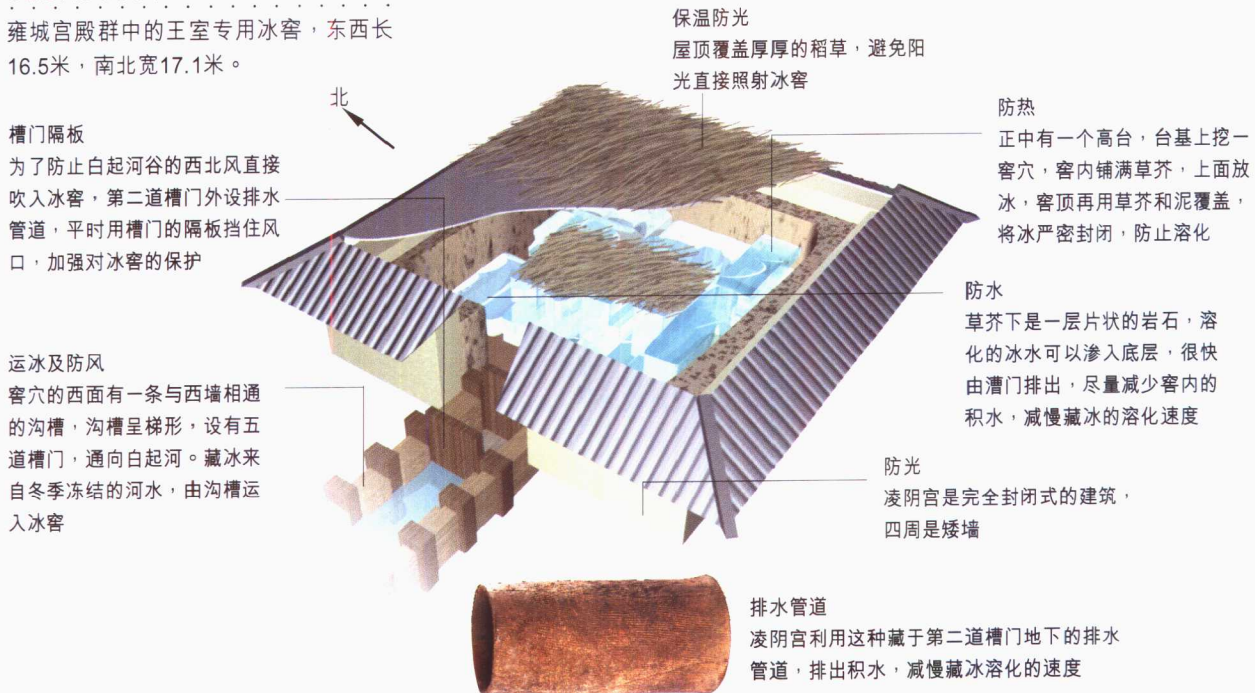 雍城宫殿群中的王室专用冰窖，东西长
16.5米，南北宽17.1米。
北
保温防光
屋顶覆盖厚厚的稻草，避免阳
光直接照射冰窖
槽门隔板
为了防止白起河谷的西北风直接
吹入冰窖，第二道槽门外设排水
管道，平时用槽门的隔板挡住风
口，加强对冰窖的保护
防热
正中有一个高台，台基上挖一
窖穴，窖内铺满草芥，上面放
冰，窖顶再用草芥和泥覆盖，
将冰严密封闭，防止溶化
防水
草芥下是一层片状的岩石，溶
化的冰水可以渗入底层，很快
由漕门排出，尽量减少窖内的
积水，减慢藏冰的溶化速度
运冰及防风
窖穴的西面有一条与西墙相通
的沟槽，沟槽呈梯形，设有五
道槽门，通向白起河。藏冰来
自冬季冻结的河水，由沟槽运
入冰窖
防光
凌阴宫是完全封闭式的建筑，
四周是矮墙
排水管道
凌阴宫利用这种藏于第二道槽门地下的排水
管道，排出积水，减慢藏冰溶化的速度